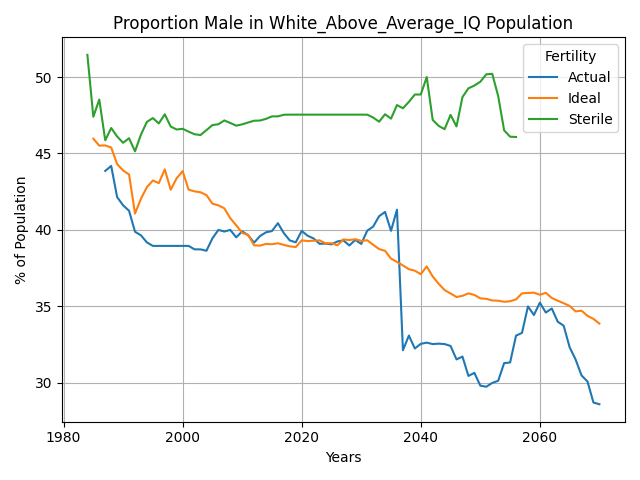 Proportion Male in White_Above_Average_IQ Population
% of Population
50
45
40
35
30
1980
2000
2020
2040
2060
Years
Fertility
Actual
Ideal
Sterile